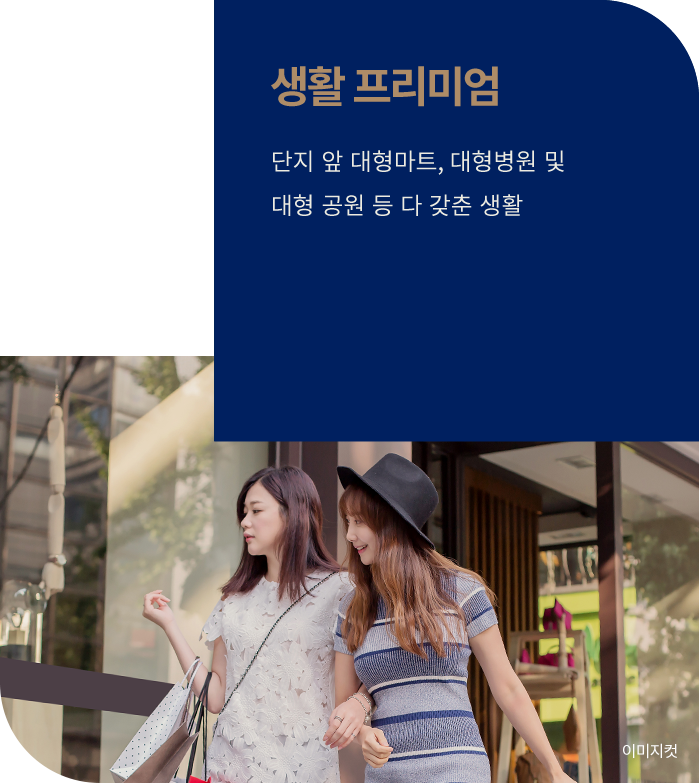 생활 프리미엄
단지 앞 대형마트, 대형병원 및
대형 공원 등 다 갖춘 생활
이미지컷